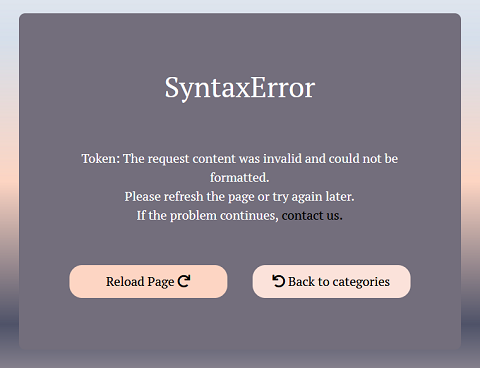 SyntaxError
Token: The request content was invalid and could not be
formatted.
Please refresh the page or try again later.
If the problem continues, contact us.
Reload Page
Back to categories